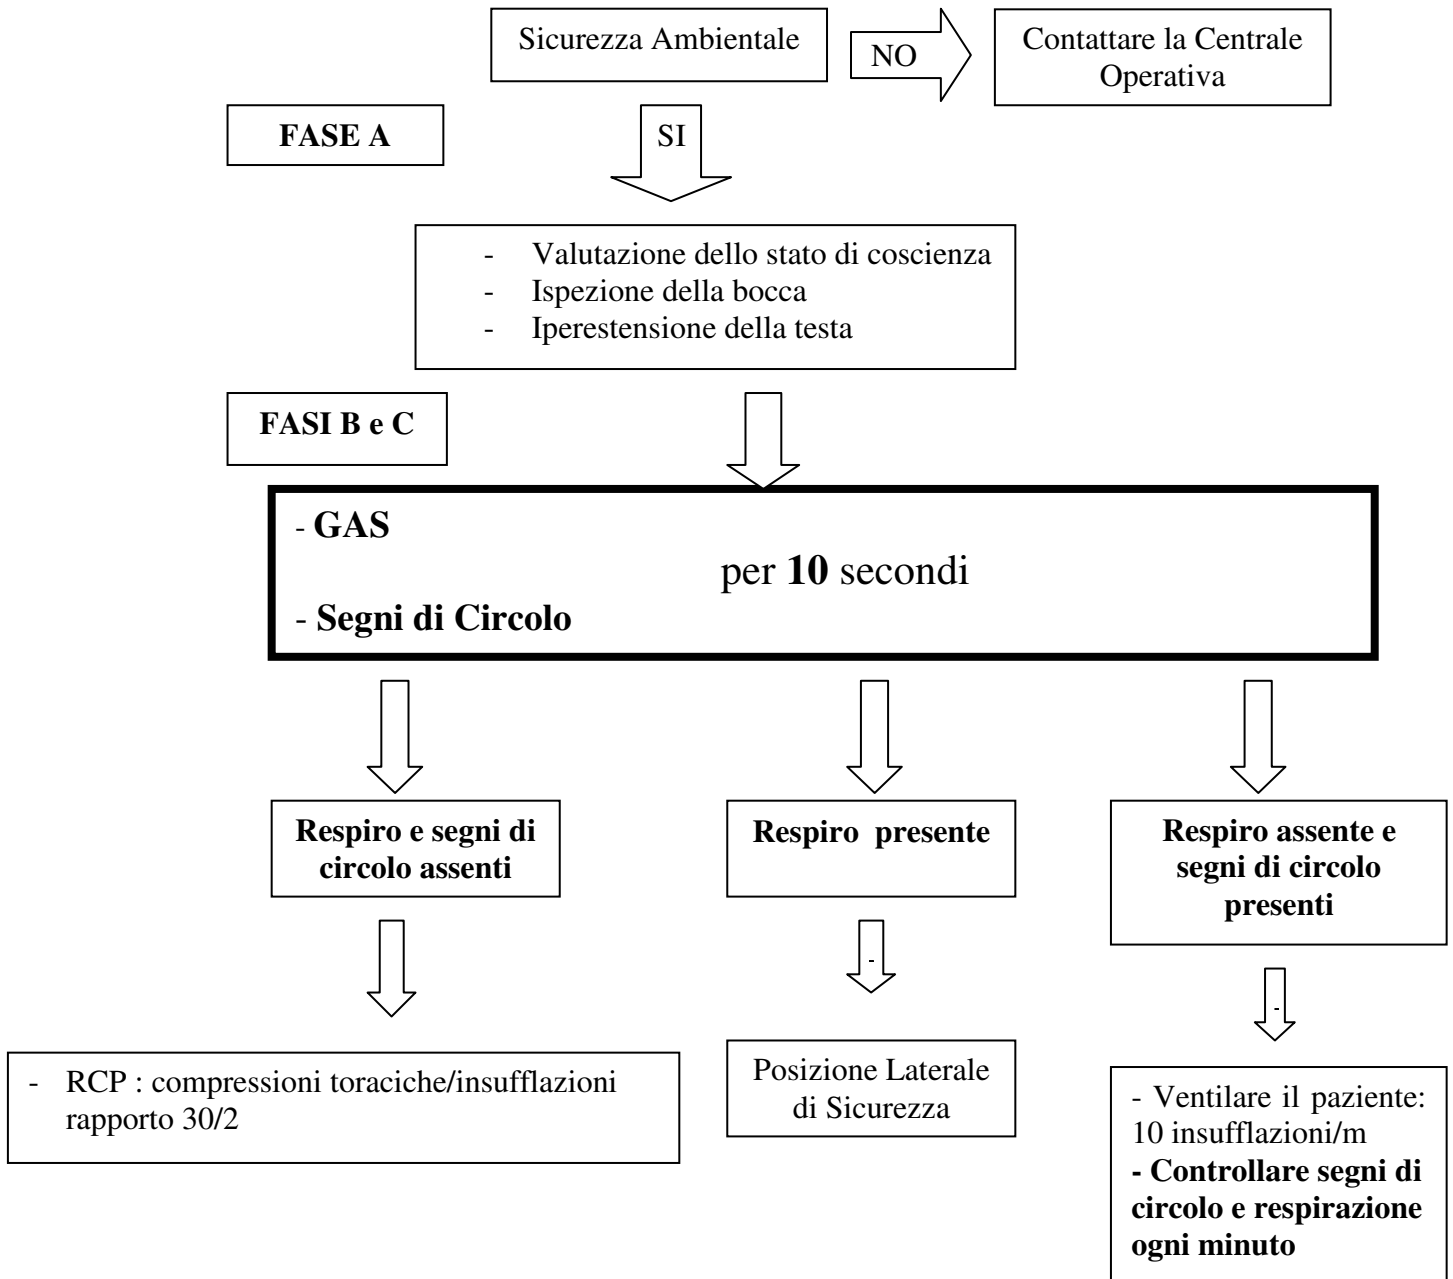 Sicurezza Ambientale
NO
Contattare la Centrale
Operativa
FASE A
SI
- Valutazione dello stato di coscienza
- Ispezione della bocca
- Iperestensione della testa
FASI B e C
- GAS
per 10 secondi
- Segni di Circolo
Respiro e segni di
circolo assenti
Respiro presente
Respiro assente e
segni di circolo
presenti
-
-
- RCP : compressioni toraciche/insufflazioni
rapporto 30/2
Posizione Laterale
di Sicurezza
- Ventilare il paziente:
10 insufflazioni/m
- Controllare segni di
circolo e respirazione
ogni minuto